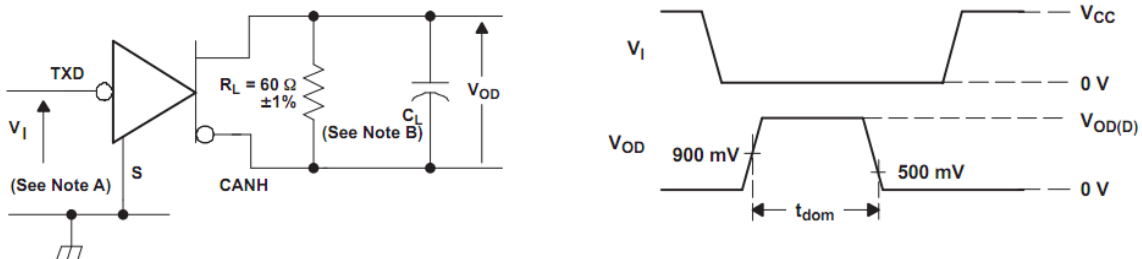 TXD
V_I
(See Note A)
S
R_L = 60 Ω
±1%
C_L
(See Note B)
V_OD
CANH
V_I
V_CC
0 V
V_OD
900 mV
V_OD(D)
500 mV
0 V
t_dom